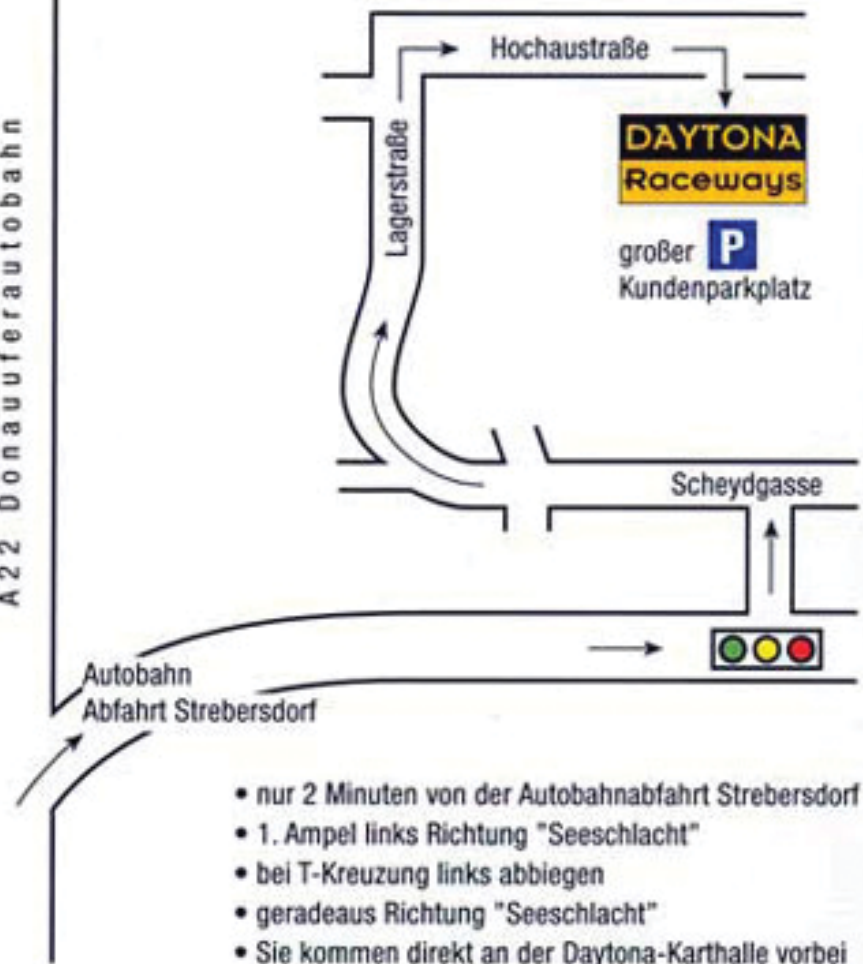 Hochaustraße
DAYTONA
Raceways
Lagerstraße
großer P
Kundenparkplatz
A22 Donauuferautobahn
Scheydgasse
Autobahn
Abfahrt Strebersdorf
• nur 2 Minuten von der Autobahnabfahrt Strebersdorf
• 1. Ampel links Richtung "Seeschlacht"
• bei T-Kreuzung links abbiegen
• geradeaus Richtung "Seeschlacht"
• Sie kommen direkt an der Daytona-Karthalle vorbei